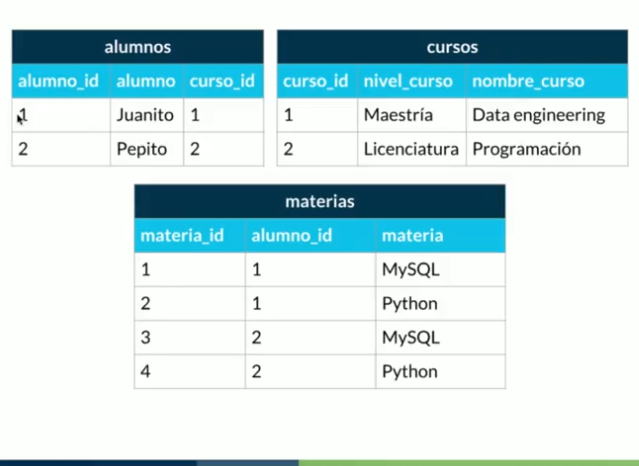 alumnos
alumno_id alumno curso_id
1 Juanito 1
2 Pepito 2
cursos
curso_id nivel_curso nombre_curso
1 Maestría Data engineering
2 Licenciatura Programación
materias
materia_id alumno_id materia
1 1 MySQL
2 1 Python
3 2 MySQL
4 2 Python